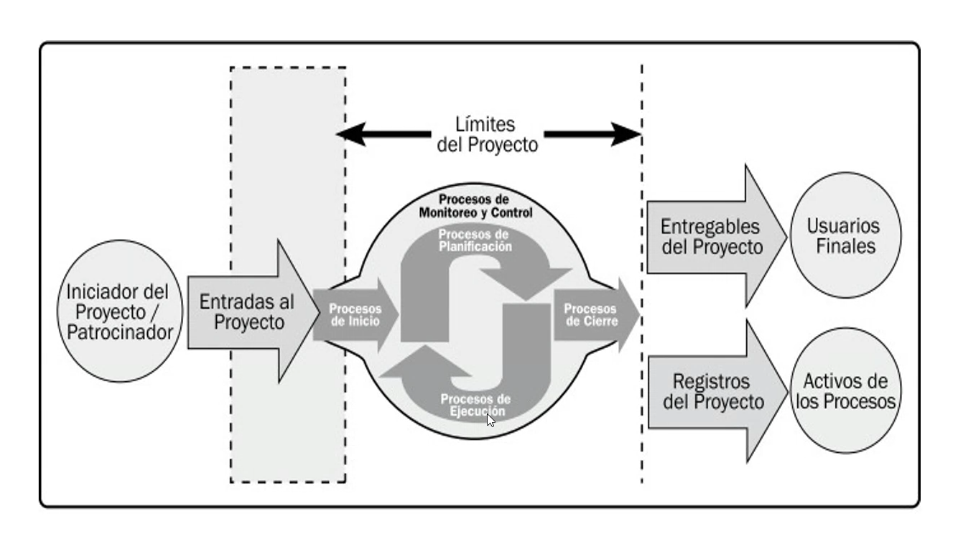 Límites
del Proyecto
Procesos de
Monitoreo y Control
Procesos de
Planificación
Iniciador del
Proyecto /
Patrocinador
Entradas al
Proyecto
Procesos
de Inicio
Procesos
de Cierre
Procesos de
Ejecución
Entregables
del Proyecto
Usuarios
Finales
Registros
del Proyecto
Activos de
los Procesos